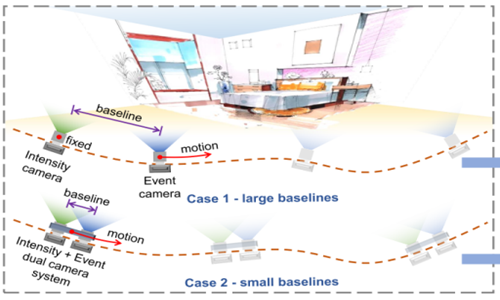 baseline
fixed
motion
Intensity
camera
Event
camera
Case 1 - large baselines
baseline
motion
Intensity + Event
dual camera
system
Case 2 - small baselines